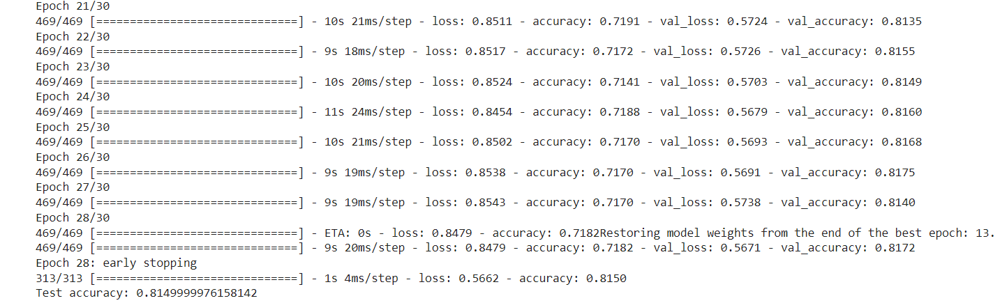 Epoch 21/30
469/469 [==============================] - 10s 21ms/step - loss: 0.8511 - accuracy: 0.7191 - val_loss: 0.5724 - val_accuracy: 0.8135
Epoch 22/30
469/469 [==============================] - 9s 18ms/step - loss: 0.8517 - accuracy: 0.7172 - val_loss: 0.5726 - val_accuracy: 0.8155
Epoch 23/30
469/469 [==============================] - 10s 20ms/step - loss: 0.8524 - accuracy: 0.7141 - val_loss: 0.5703 - val_accuracy: 0.8149
Epoch 24/30
469/469 [==============================] - 11s 24ms/step - loss: 0.8454 - accuracy: 0.7188 - val_loss: 0.5679 - val_accuracy: 0.8160
Epoch 25/30
469/469 [==============================] - 10s 21ms/step - loss: 0.8502 - accuracy: 0.7170 - val_loss: 0.5693 - val_accuracy: 0.8168
Epoch 26/30
469/469 [==============================] - 9s 19ms/step - loss: 0.8538 - accuracy: 0.7170 - val_loss: 0.5691 - val_accuracy: 0.8175
Epoch 27/30
469/469 [==============================] - 9s 19ms/step - loss: 0.8543 - accuracy: 0.7170 - val_loss: 0.5738 - val_accuracy: 0.8140
Epoch 28/30
469/469 [==============================] - ETA: 0s - loss: 0.8479 - accuracy: 0.7182Restoring model weights from the end of the best epoch: 13.
469/469 [==============================] - 9s 20ms/step - loss: 0.8479 - accuracy: 0.7182 - val_loss: 0.5671 - val_accuracy: 0.8172
Epoch 28: early stopping
313/313 [==============================] - 1s 4ms/step - loss: 0.5662 - accuracy: 0.8150
Test accuracy: 0.8149999976158142